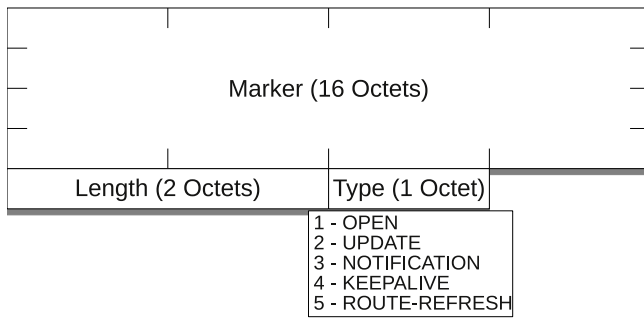 Marker (16 Octets)
Length (2 Octets) Type (1 Octet)
1 - OPEN
2 - UPDATE
3 - NOTIFICATION
4 - KEEPALIVE
5 - ROUTE-REFRESH